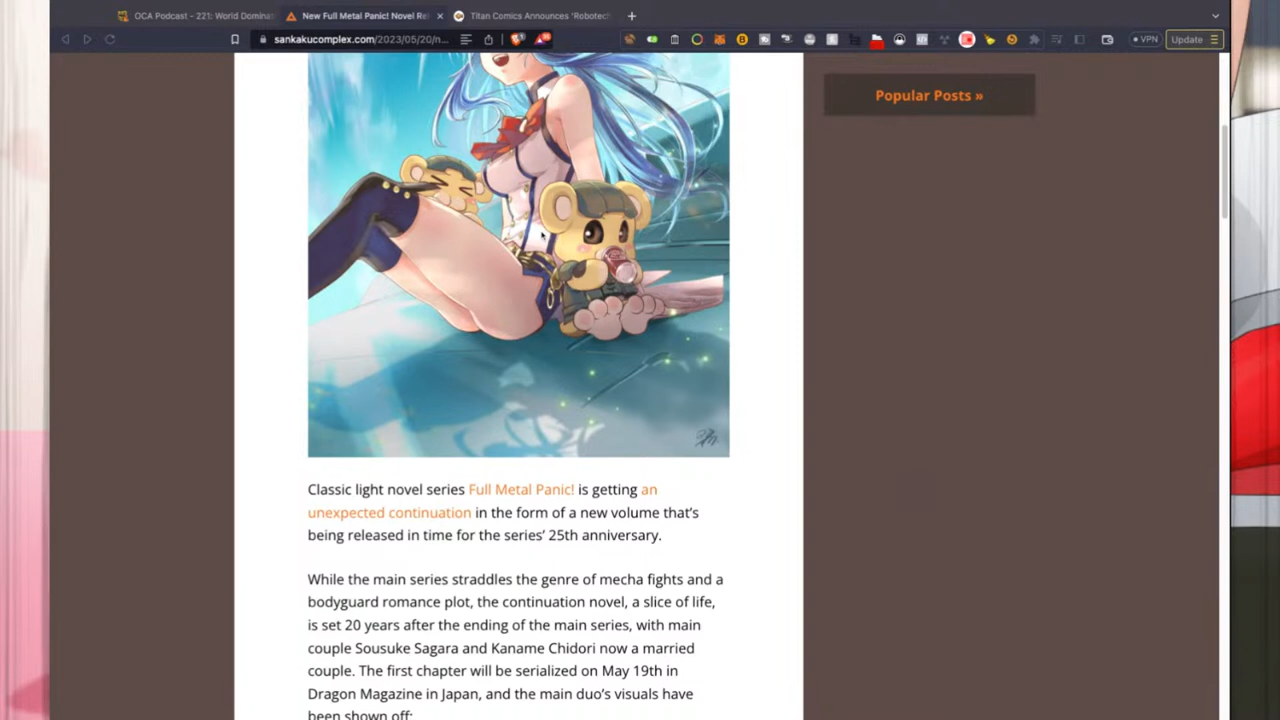 OCA Podcast - 221: World Dominat
New Full Metal Panic! Novel Re
Titan Comics Announces 'Robotec
sankakucomplex.com/2023/05/20/n...
VPN
Update
Popular Posts »
Classic light novel series Full Metal Panic! is getting an
unexpected continuation in the form of a new volume that's
being released in time for the series' 25th anniversary.
While the main series straddles the genre of mecha fights and a
bodyguard romance plot, the continuation novel, a slice of life,
is set 20 years after the ending of the main series, with main
couple Sousuke Sagara and Kaname Chidori now a married
couple. The first chapter will be serialized on May 19th in
Dragon Magazine in Japan, and the main duo's visuals have
been shown off: